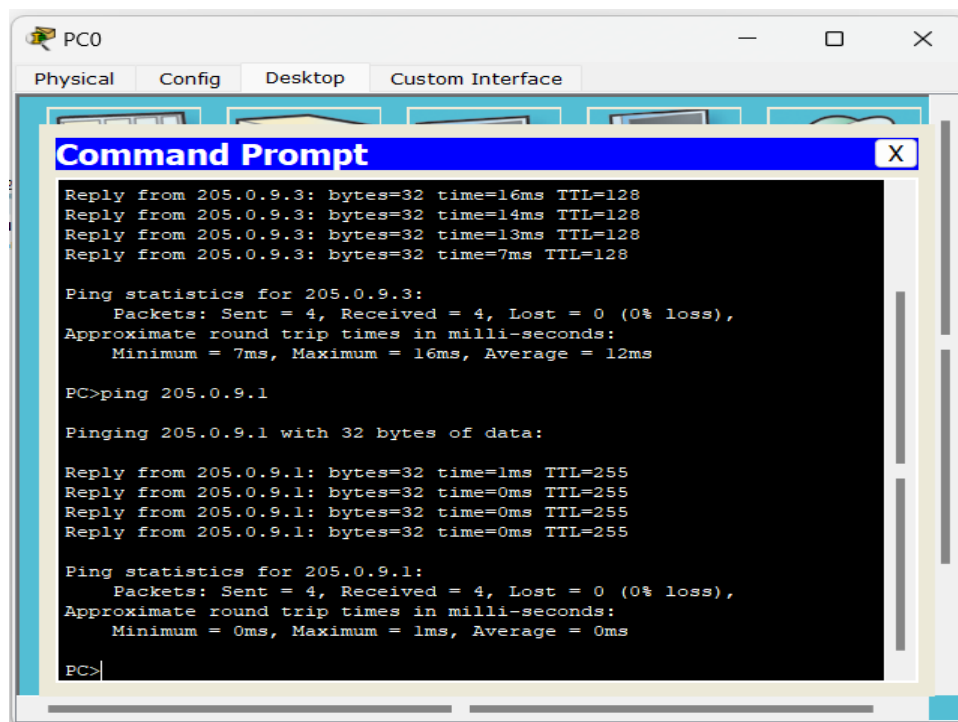 PC0
Physical Config Desktop Custom Interface
Command Prompt X
Reply from 205.0.9.3: bytes=32 time=16ms TTL=128
Reply from 205.0.9.3: bytes=32 time=14ms TTL=128
Reply from 205.0.9.3: bytes=32 time=13ms TTL=128
Reply from 205.0.9.3: bytes=32 time=7ms TTL=128
Ping statistics for 205.0.9.3:
Packets: Sent = 4, Received = 4, Lost = 0 (0% loss),
Approximate round trip times in milli-seconds:
Minimum = 7ms, Maximum = 16ms, Average = 12ms
PC>ping 205.0.9.1
Pinging 205.0.9.1 with 32 bytes of data:
Reply from 205.0.9.1: bytes=32 time=1ms TTL=255
Reply from 205.0.9.1: bytes=32 time=0ms TTL=255
Reply from 205.0.9.1: bytes=32 time=0ms TTL=255
Reply from 205.0.9.1: bytes=32 time=0ms TTL=255
Ping statistics for 205.0.9.1:
Packets: Sent = 4, Received = 4, Lost = 0 (0% loss),
Approximate round trip times in milli-seconds:
Minimum = 0ms, Maximum = 1ms, Average = 0ms
PC>